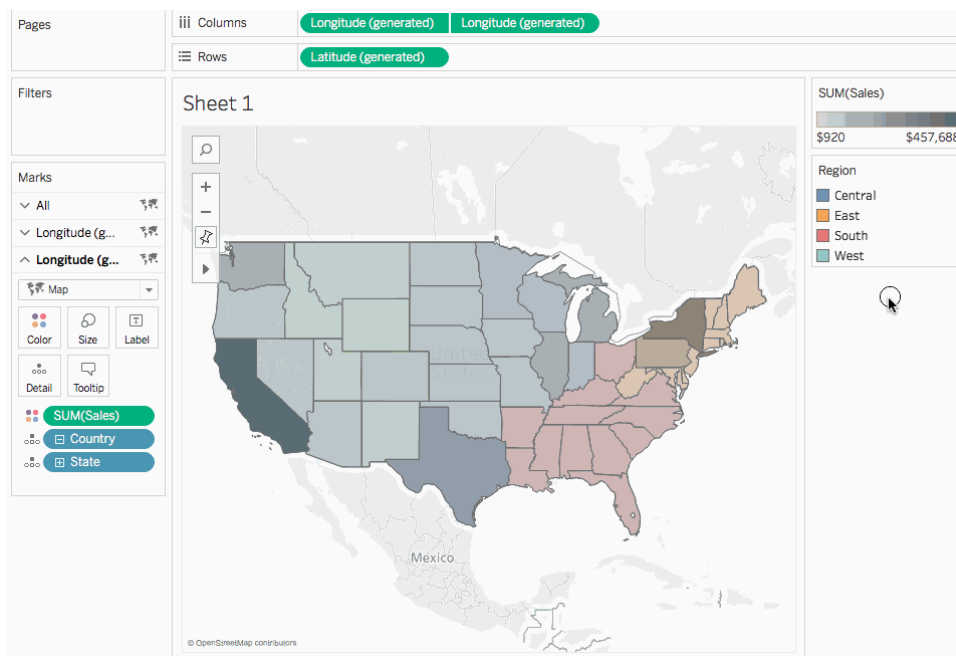 Pages
Columns
Longitude (generated)
Longitude (generated)
Rows
Latitude (generated)
Filters
Sheet 1
SUM(Sales)
$920 $457,688
Marks
All
Longitude (g...
Longitude (g...
Map
Color Size Label
Detail Tooltip
SUM(Sales)
Country
State
Region
Central
East
South
West
United
States
Mexico
© OpenStreetMap contributors